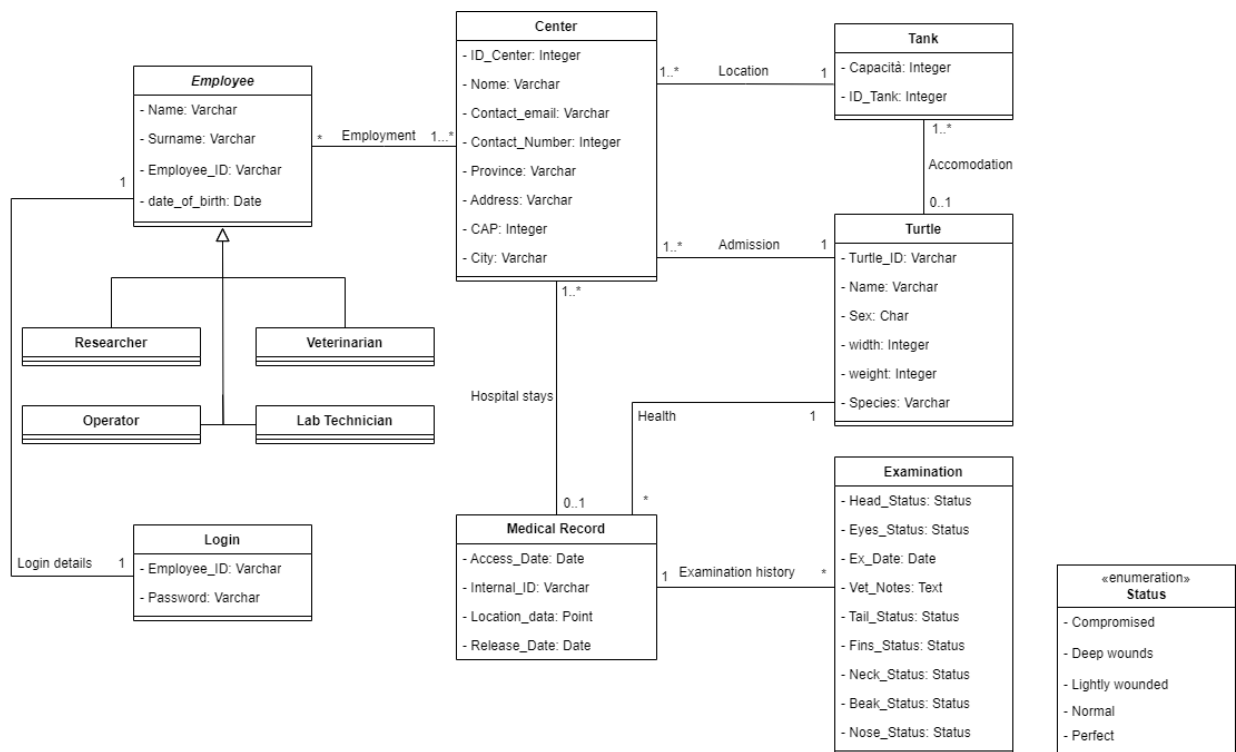 Center
- ID_Center: Integer
- Nome: Varchar
- Contact_email: Varchar
- Contact_Number: Integer
- Province: Varchar
- Address: Varchar
- CAP: Integer
- City: Varchar
Tank
- Capacità: Integer
- ID_Tank: Integer
1..*
Location
1
Employee
- Name: Varchar
- Surname: Varchar
- Employee_ID: Varchar
- date_of_birth: Date
*
Employment
1...*
1..*
Accomodation
0..1
1
Turtle
- Turtle_ID: Varchar
- Name: Varchar
- Sex: Char
- width: Integer
- weight: Integer
- Species: Varchar
1..*
Admission
1
1..*
Researcher
Veterinarian
Operator
Lab Technician
Hospital stays
Health
1
0..1
*
Login
- Employee_ID: Varchar
- Password: Varchar
Login details
1
Medical Record
- Access_Date: Date
- Internal_ID: Varchar
- Location_data: Point
- Release_Date: Date
1
Examination history
*
Examination
- Head_Status: Status
- Eyes_Status: Status
- Ex_Date: Date
- Vet_Notes: Text
- Tail_Status: Status
- Fins_Status: Status
- Neck_Status: Status
- Beak_Status: Status
- Nose_Status: Status
«enumeration»
Status
- Compromised
- Deep wounds
- Lightly wounded
- Normal
- Perfect